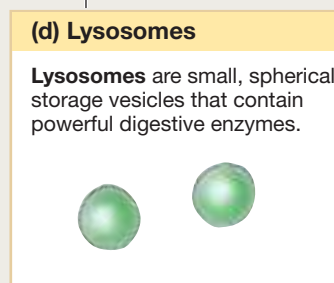 (d) Lysosomes
Lysosomes are small, spherical
storage vesicles that contain
powerful digestive enzymes.